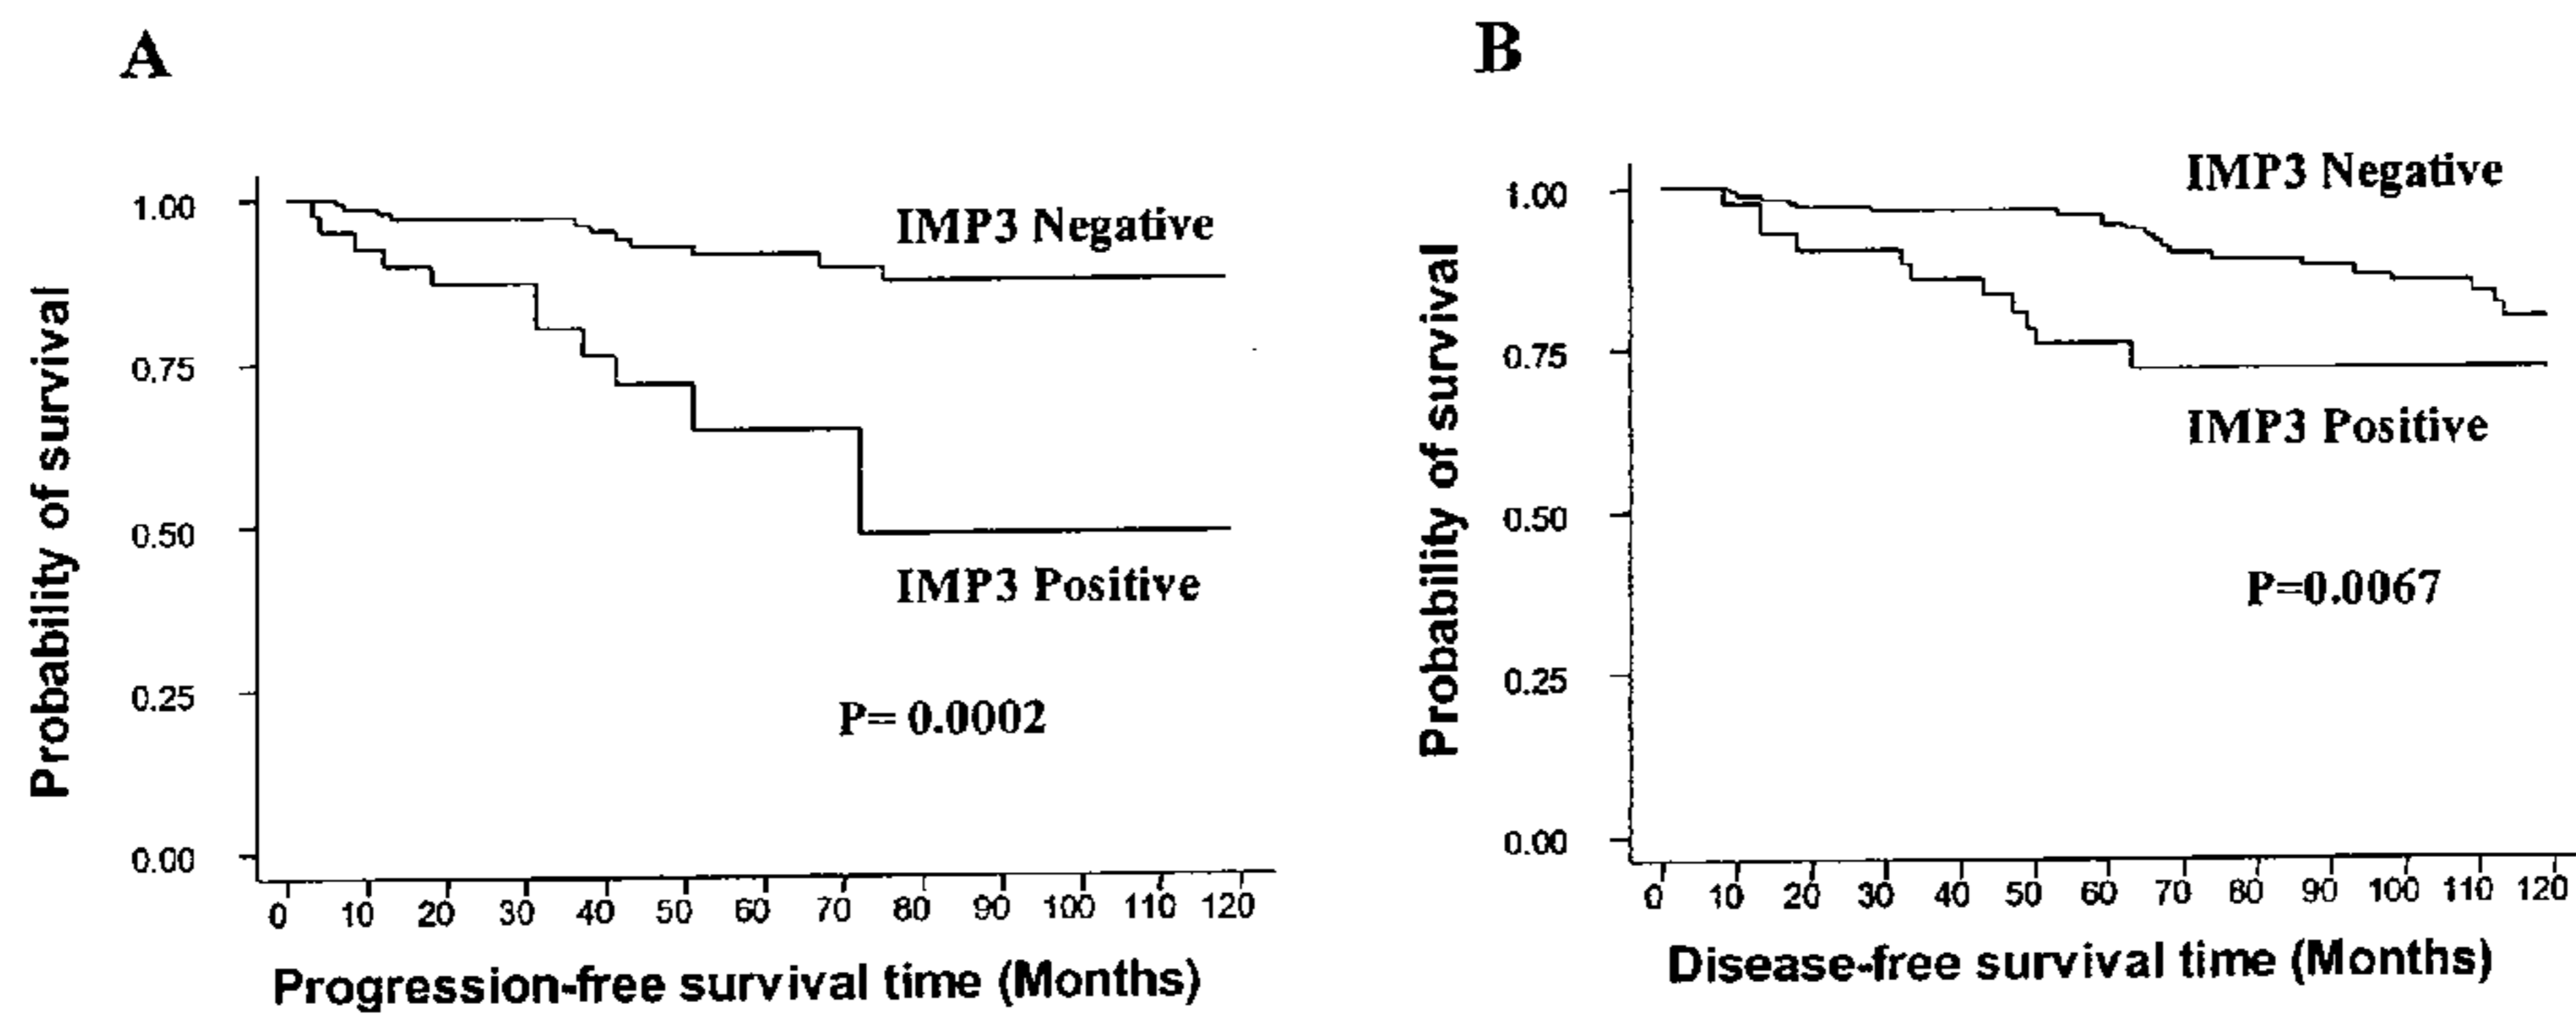 A
Probability of survival
1.00
0.75
0.50
0.25
0.00
IMP3 Negative
IMP3 Positive
P= 0.0002
0 10 20 30 40 50 60 70 80 90 100 110 120
Progression-free survival time (Months)
B
Probability of survival
1.00
0.75
0.50
0.25
0.00
IMP3 Negative
IMP3 Positive
P=0.0067
0 10 20 30 40 50 60 70 80 90 100 110 120
Disease-free survival time (Months)